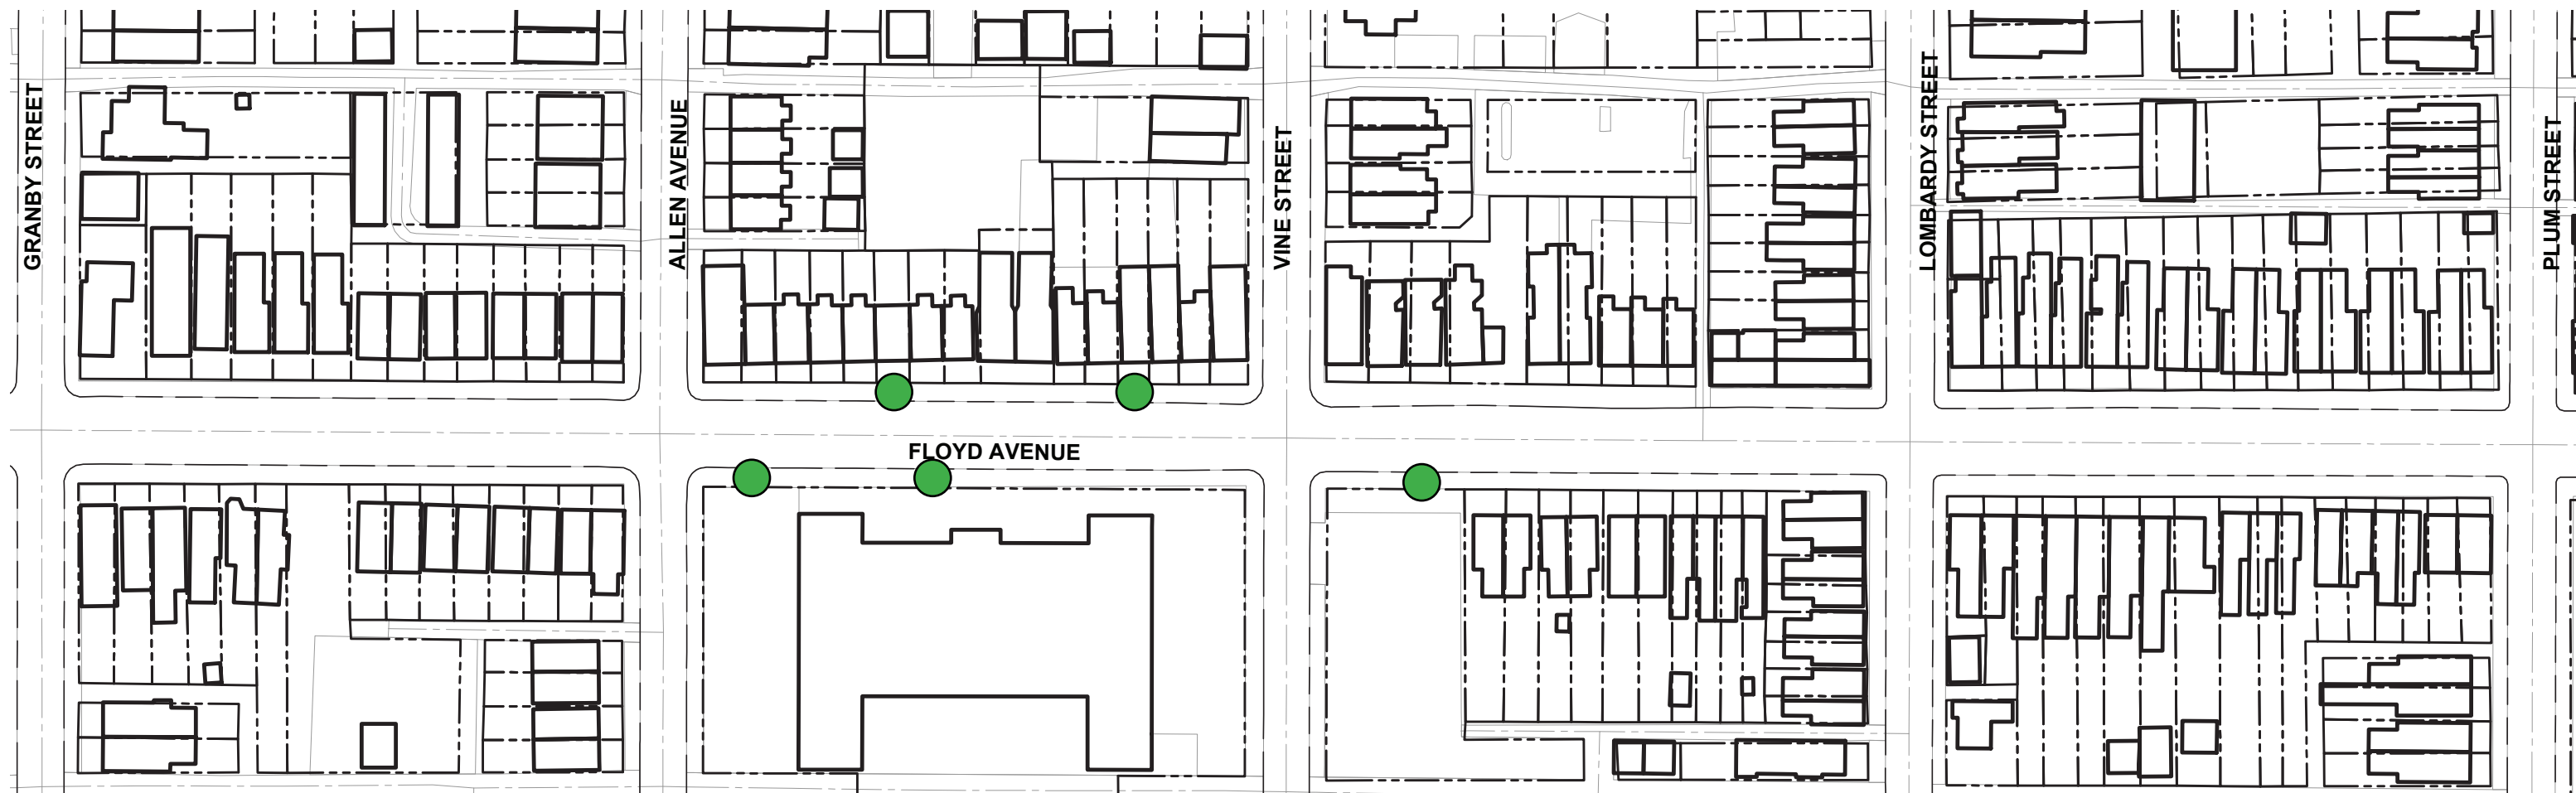 GRANBY STREET
ALLEN AVENUE
VINE STREET
LOMBARDY STREET
PLUM STREET
FLOYD AVENUE